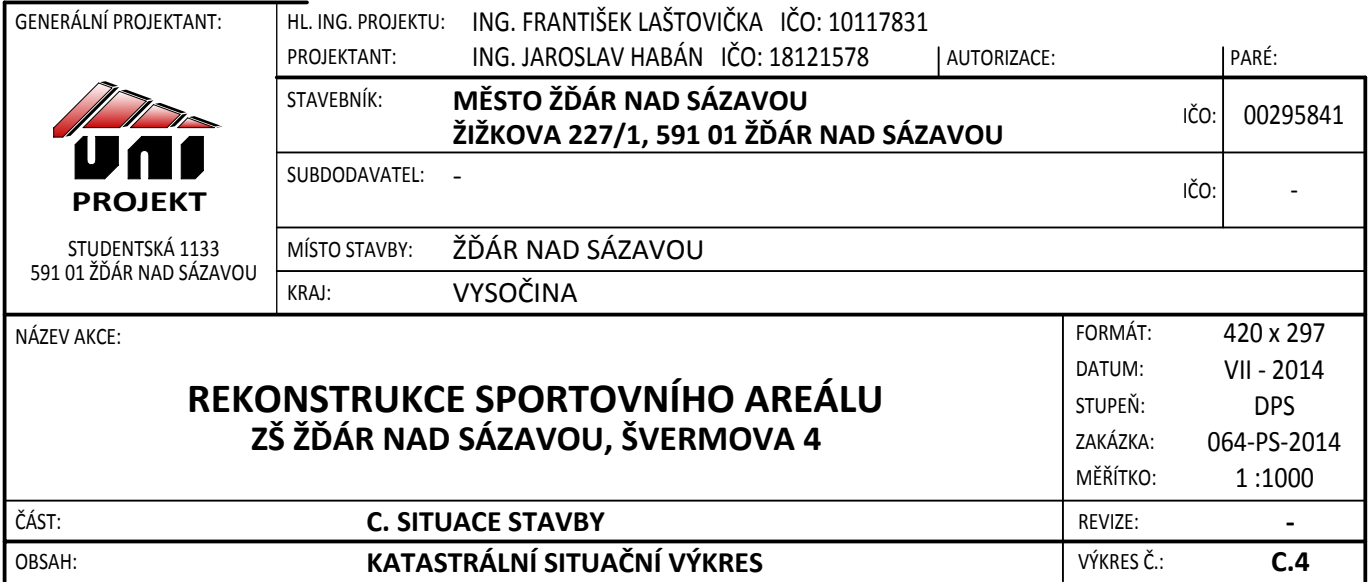 GENERÁLNÍ PROJEKTANT:
UNI
PROJEKT
STUDENTSKÁ 1133
591 01 ŽĎÁR NAD SÁZAVOU
HL. ING. PROJEKTU: ING. FRANTIŠEK LAŠTOVIČKA IČO: 10117831
PROJEKTANT: ING. JAROSLAV HABÁN IČO: 18121578 AUTORIZACE: PARÉ:
STAVEBNÍK: MĚSTO ŽĎÁR NAD SÁZAVOU
ŽIŽKOVA 227/1, 591 01 ŽĎÁR NAD SÁZAVOU
IČO: 00295841
SUBDODAVATEL: -
IČO: -
MÍSTO STAVBY: ŽĎÁR NAD SÁZAVOU
KRAJ: VYSOČINA
NÁZEV AKCE:
REKONSTRUKCE SPORTOVNÍHO AREÁLU
ZŠ ŽĎÁR NAD SÁZAVOU, ŠVERMOVA 4
FORMÁT: 420 x 297
DATUM: VII - 2014
STUPEŇ: DPS
ZAKÁZKA: 064-PS-2014
MĚŘÍTKO: 1 :1000
ČÁST: C. SITUACE STAVBY
REVIZE: -
OBSAH: KATASTRÁLNÍ SITUAČNÍ VÝKRES
VÝKRES Č.: C.4